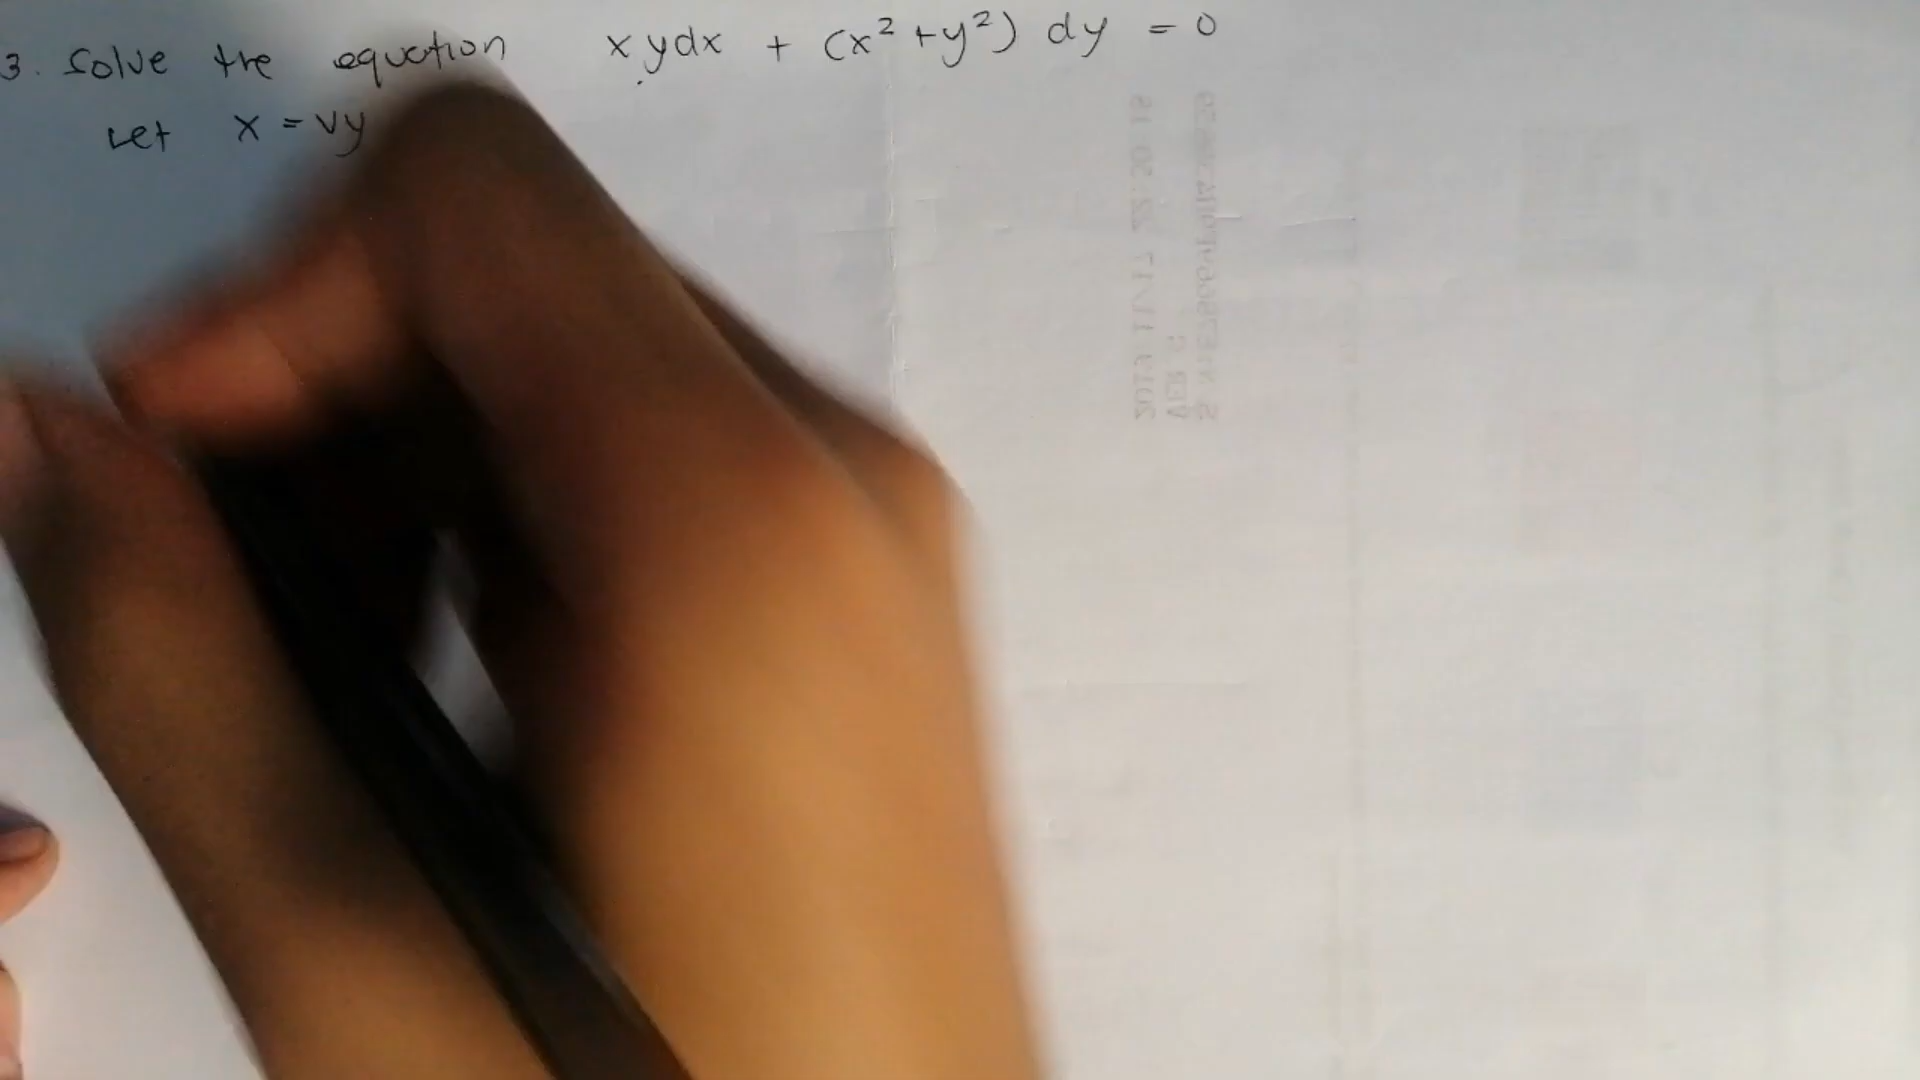 3. Solve the equation xydx + (x² + y²) dy = 0
Let x = vy